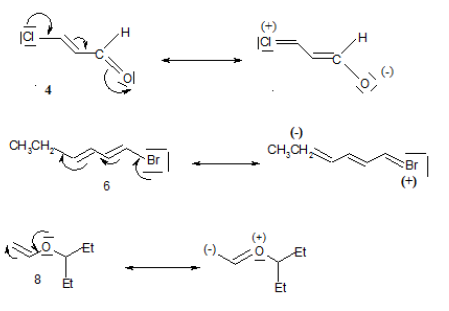 (+)
|Cl H |Cl H
C C
O| O (-)
4
(-)
CH₃CH₂ Br CH₃CH₂ Br
6 (+)
(+)
O Et (-) O Et
8
Et Et